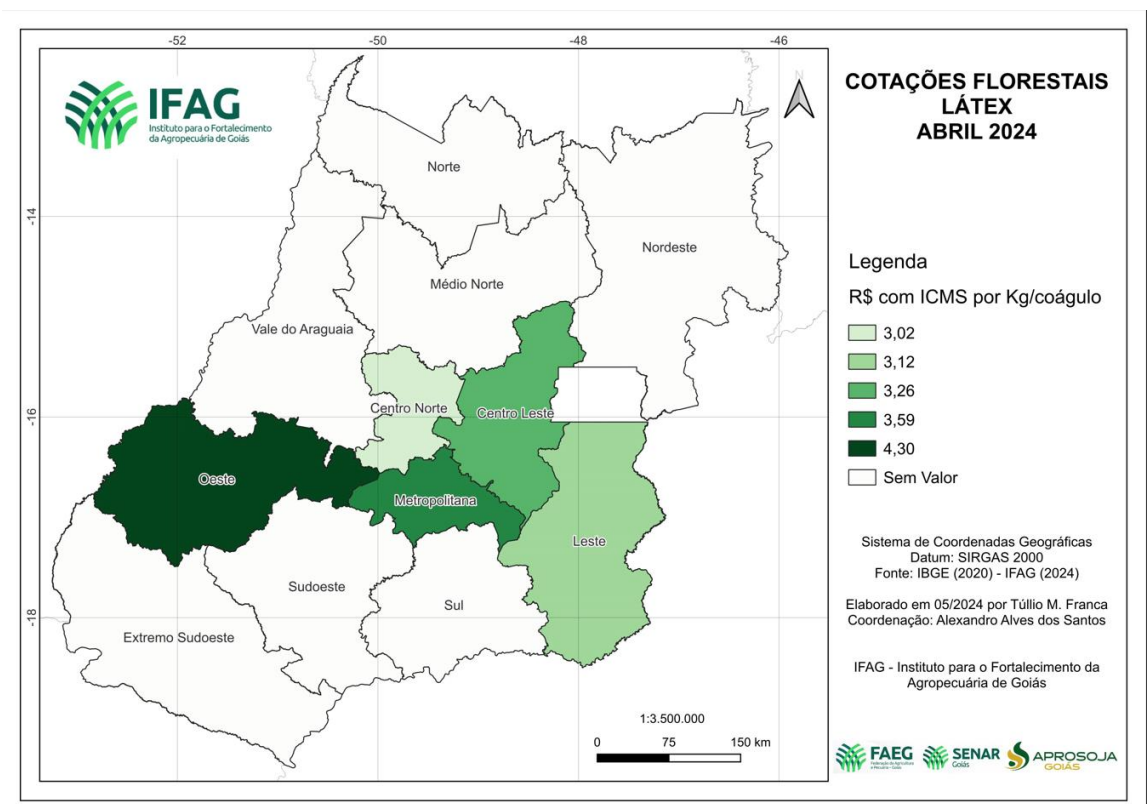 -52
-50
-48
-46
-14
-16
-18
IFAG
Instituto para o Fortalecimento
da Agropecuária de Goiás
N
Norte
Nordeste
Médio Norte
Vale do Araguaia
Centro Norte
Centro Leste
Oeste
Metropolitana
Leste
Sudoeste
Sul
Extremo Sudoeste
1:3.500.000
0 75 150 km
COTAÇÕES FLORESTAIS
LÁTEX
ABRIL 2024
Legenda
R$ com ICMS por Kg/coágulo
3,02
3,12
3,26
3,59
4,30
Sem Valor
Sistema de Coordenadas Geográficas
Datum: SIRGAS 2000
Fonte: IBGE (2020) - IFAG (2024)
Elaborado em 05/2024 por Túllio M. Franca
Coordenação: Alexandro Alves dos Santos
IFAG - Instituto para o Fortalecimento da
Agropecuária de Goiás
FAEG
SENAR
Goiás
APROSOJA
GOIÁS